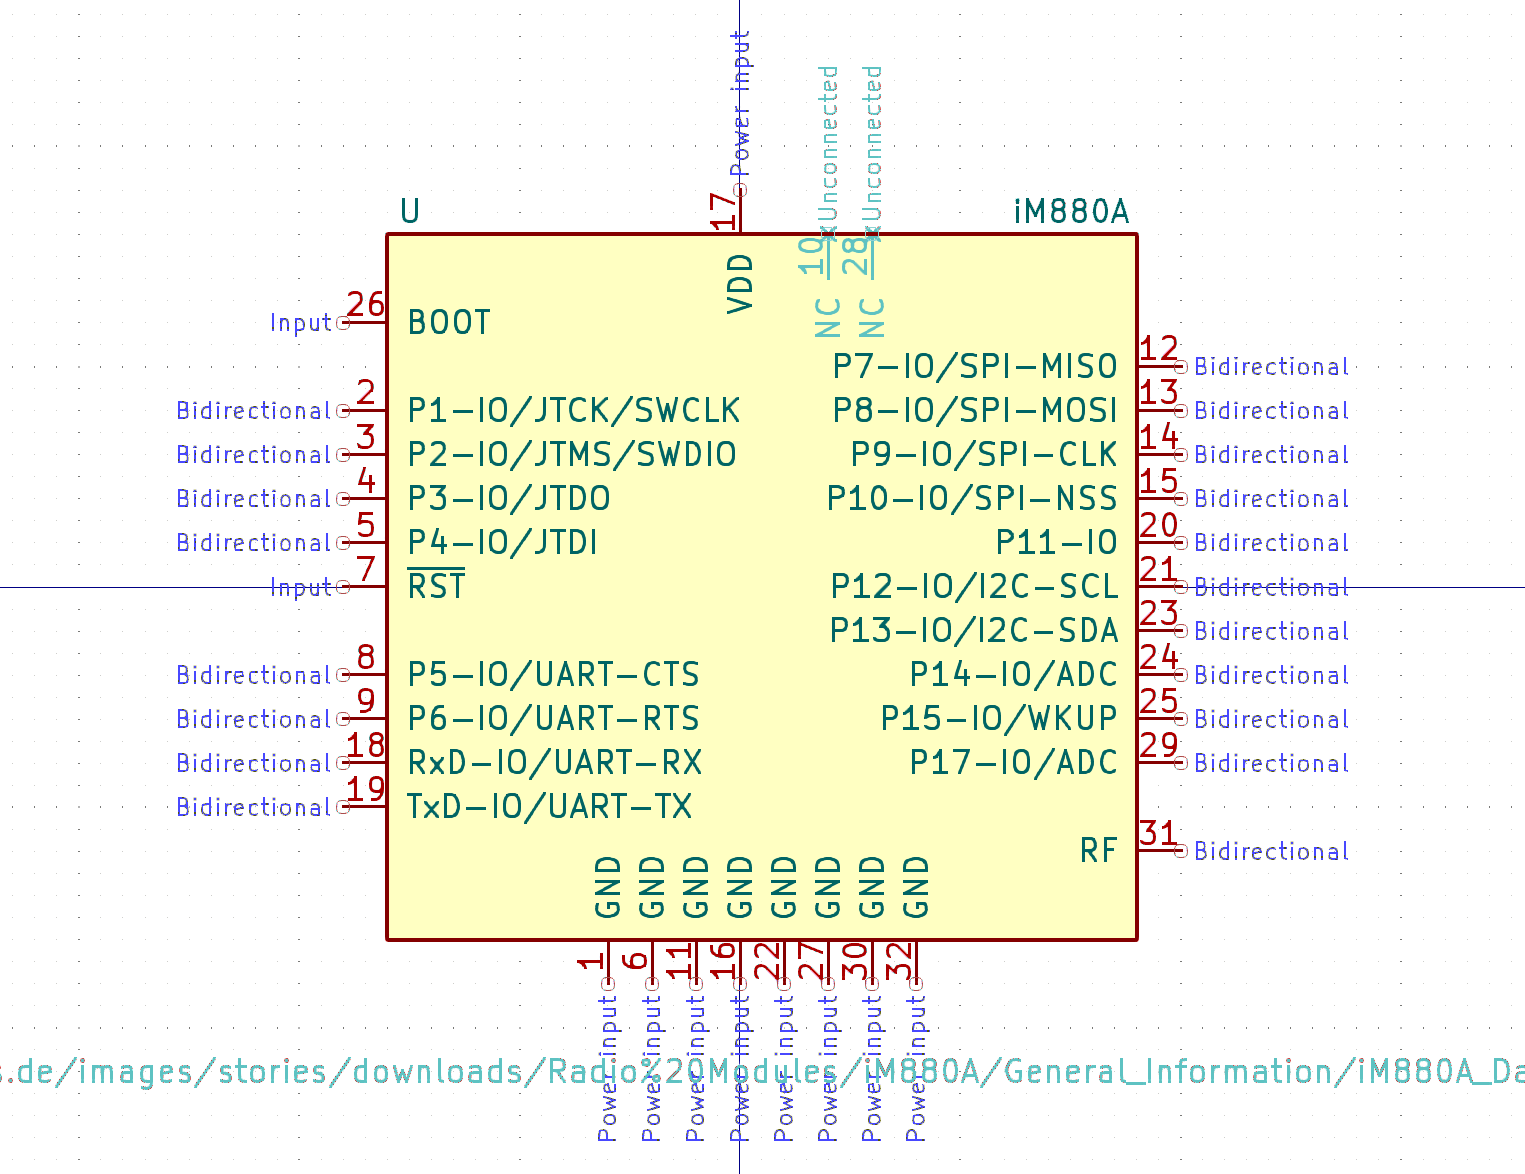 Power input
Unconnected
Unconnected
17
10
28
U
iM880A
VDD
NC
NC
Input 26 BOOT
P7-IO/SPI-MISO 12 Bidirectional
Bidirectional 2 P1-IO/JTCK/SWCLK P8-IO/SPI-MOSI 13 Bidirectional
Bidirectional 3 P2-IO/JTMS/SWDIO P9-IO/SPI-CLK 14 Bidirectional
Bidirectional 4 P3-IO/JTDO P10-IO/SPI-NSS 15 Bidirectional
Bidirectional 5 P4-IO/JTDI P11-IO 20 Bidirectional
Input 7 RST P12-IO/I2C-SCL 21 Bidirectional
P13-IO/I2C-SDA 23 Bidirectional
Bidirectional 8 P5-IO/UART-CTS P14-IO/ADC 24 Bidirectional
Bidirectional 9 P6-IO/UART-RTS P15-IO/WKUP 25 Bidirectional
Bidirectional 18 RxD-IO/UART-RX P17-IO/ADC 29 Bidirectional
Bidirectional 19 TxD-IO/UART-TX
RF 31 Bidirectional
GND GND GND GND GND GND GND GND
1 6 11 16 22 27 30 32
Power input Power input Power input Power input Power input Power input Power input Power input
s.de/images/stories/downloads/Radio%20Modules/iM880A/General_Information/iM880A_Da